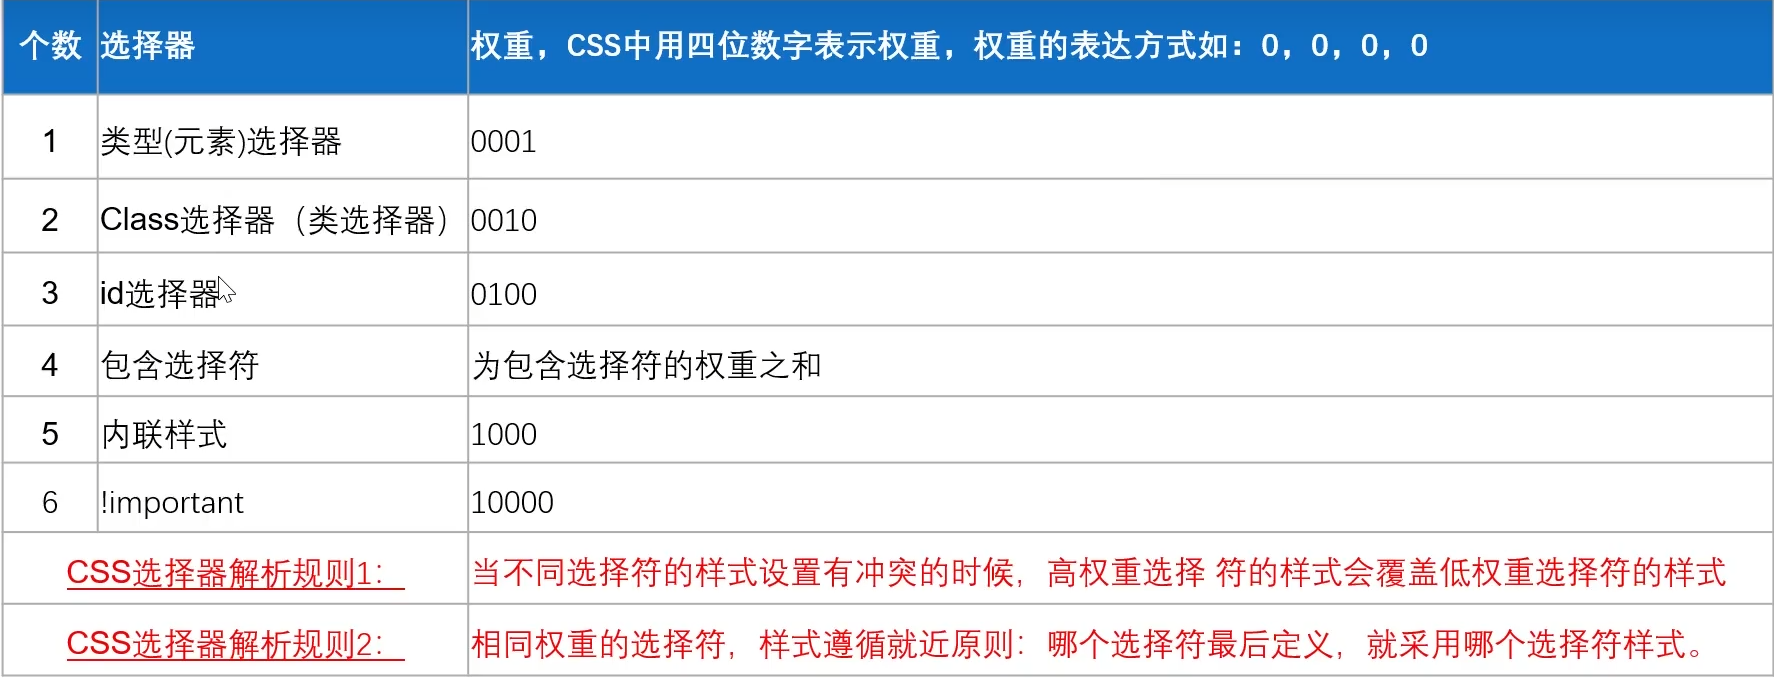 个数 选择器 权重，CSS中用四位数字表示权重，权重的表达方式如：0，0，0，0
1 类型(元素)选择器 0001
2 Class选择器（类选择器） 0010
3 id选择器 0100
4 包含选择符 为包含选择符的权重之和
5 内联样式 1000
6 !important 10000
CSS选择器解析规则1： 当不同选择符的样式设置有冲突的时候，高权重选择 符的样式会覆盖低权重选择符的样式
CSS选择器解析规则2： 相同权重的选择符，样式遵循就近原则：哪个选择符最后定义，就采用哪个选择符样式。